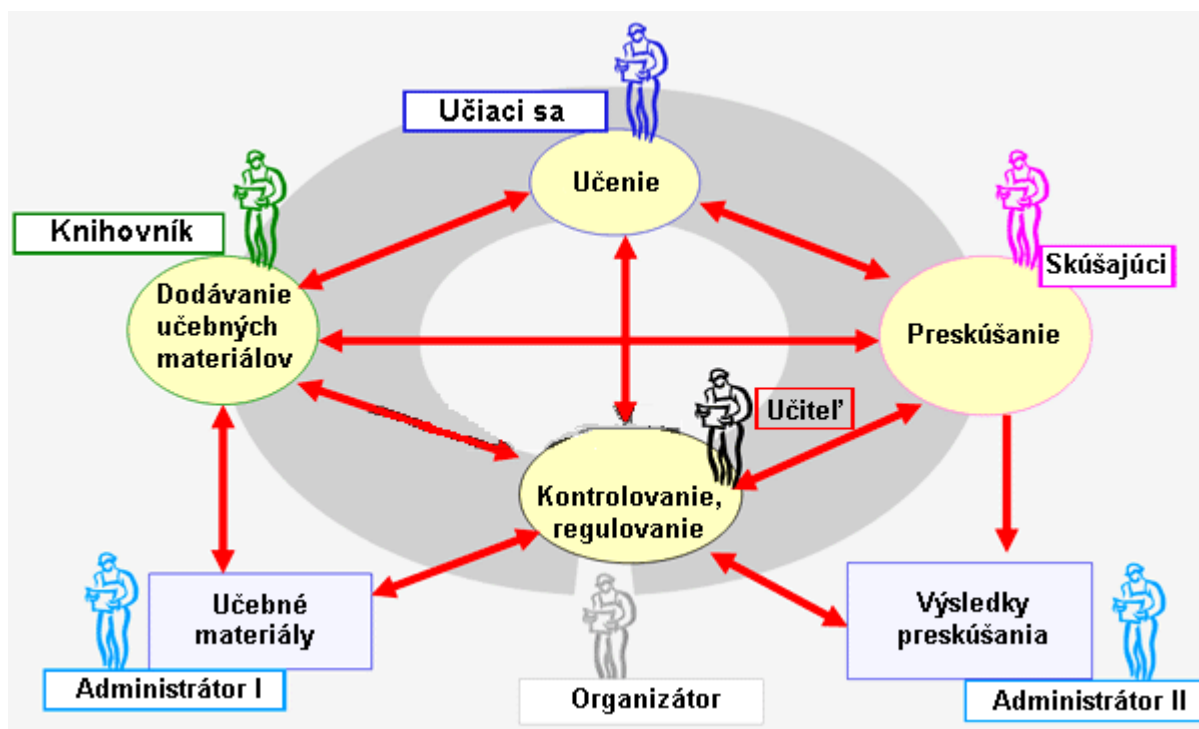 Učiaci sa
Učenie
Knihovník
Skúšajúci
Dodávanie
učebných
materiálov
Preskúšanie
Učiteľ
Kontrolovanie,
regulovanie
Učebné
materiály
Výsledky
preskúšania
Administrátor I
Organizátor
Administrátor II